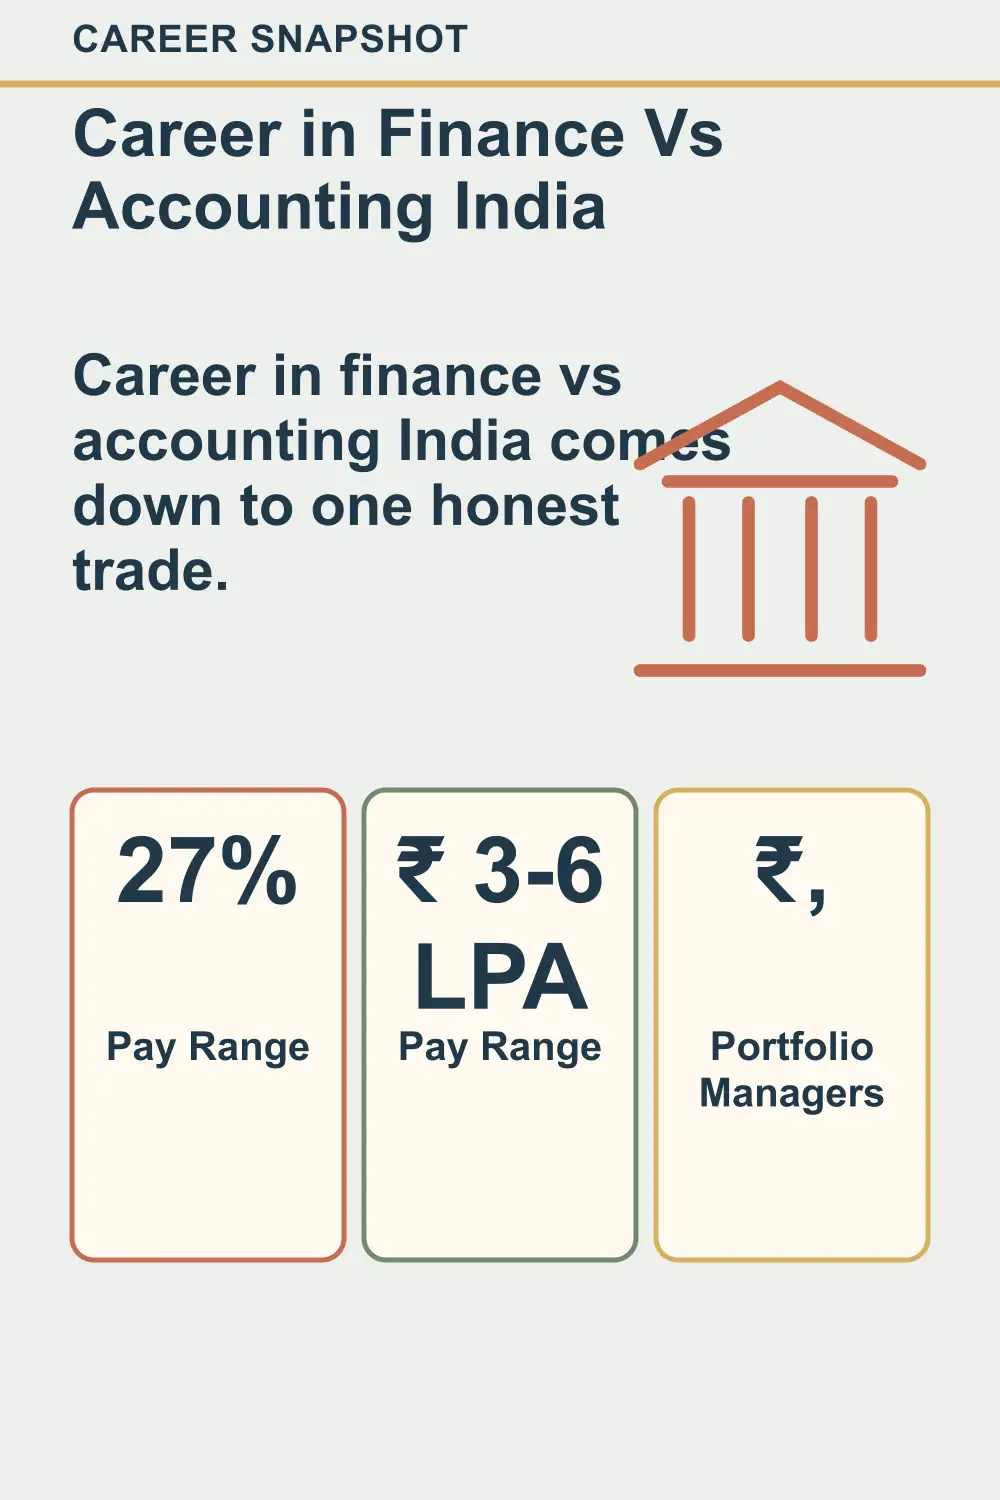 CAREER SNAPSHOT
Career in Finance Vs
Accounting India
Career in finance vs
accounting India comes
down to one honest
trade.
27%
Pay Range
₹ 3-6
LPA
Pay Range
₹,
Portfolio
Managers